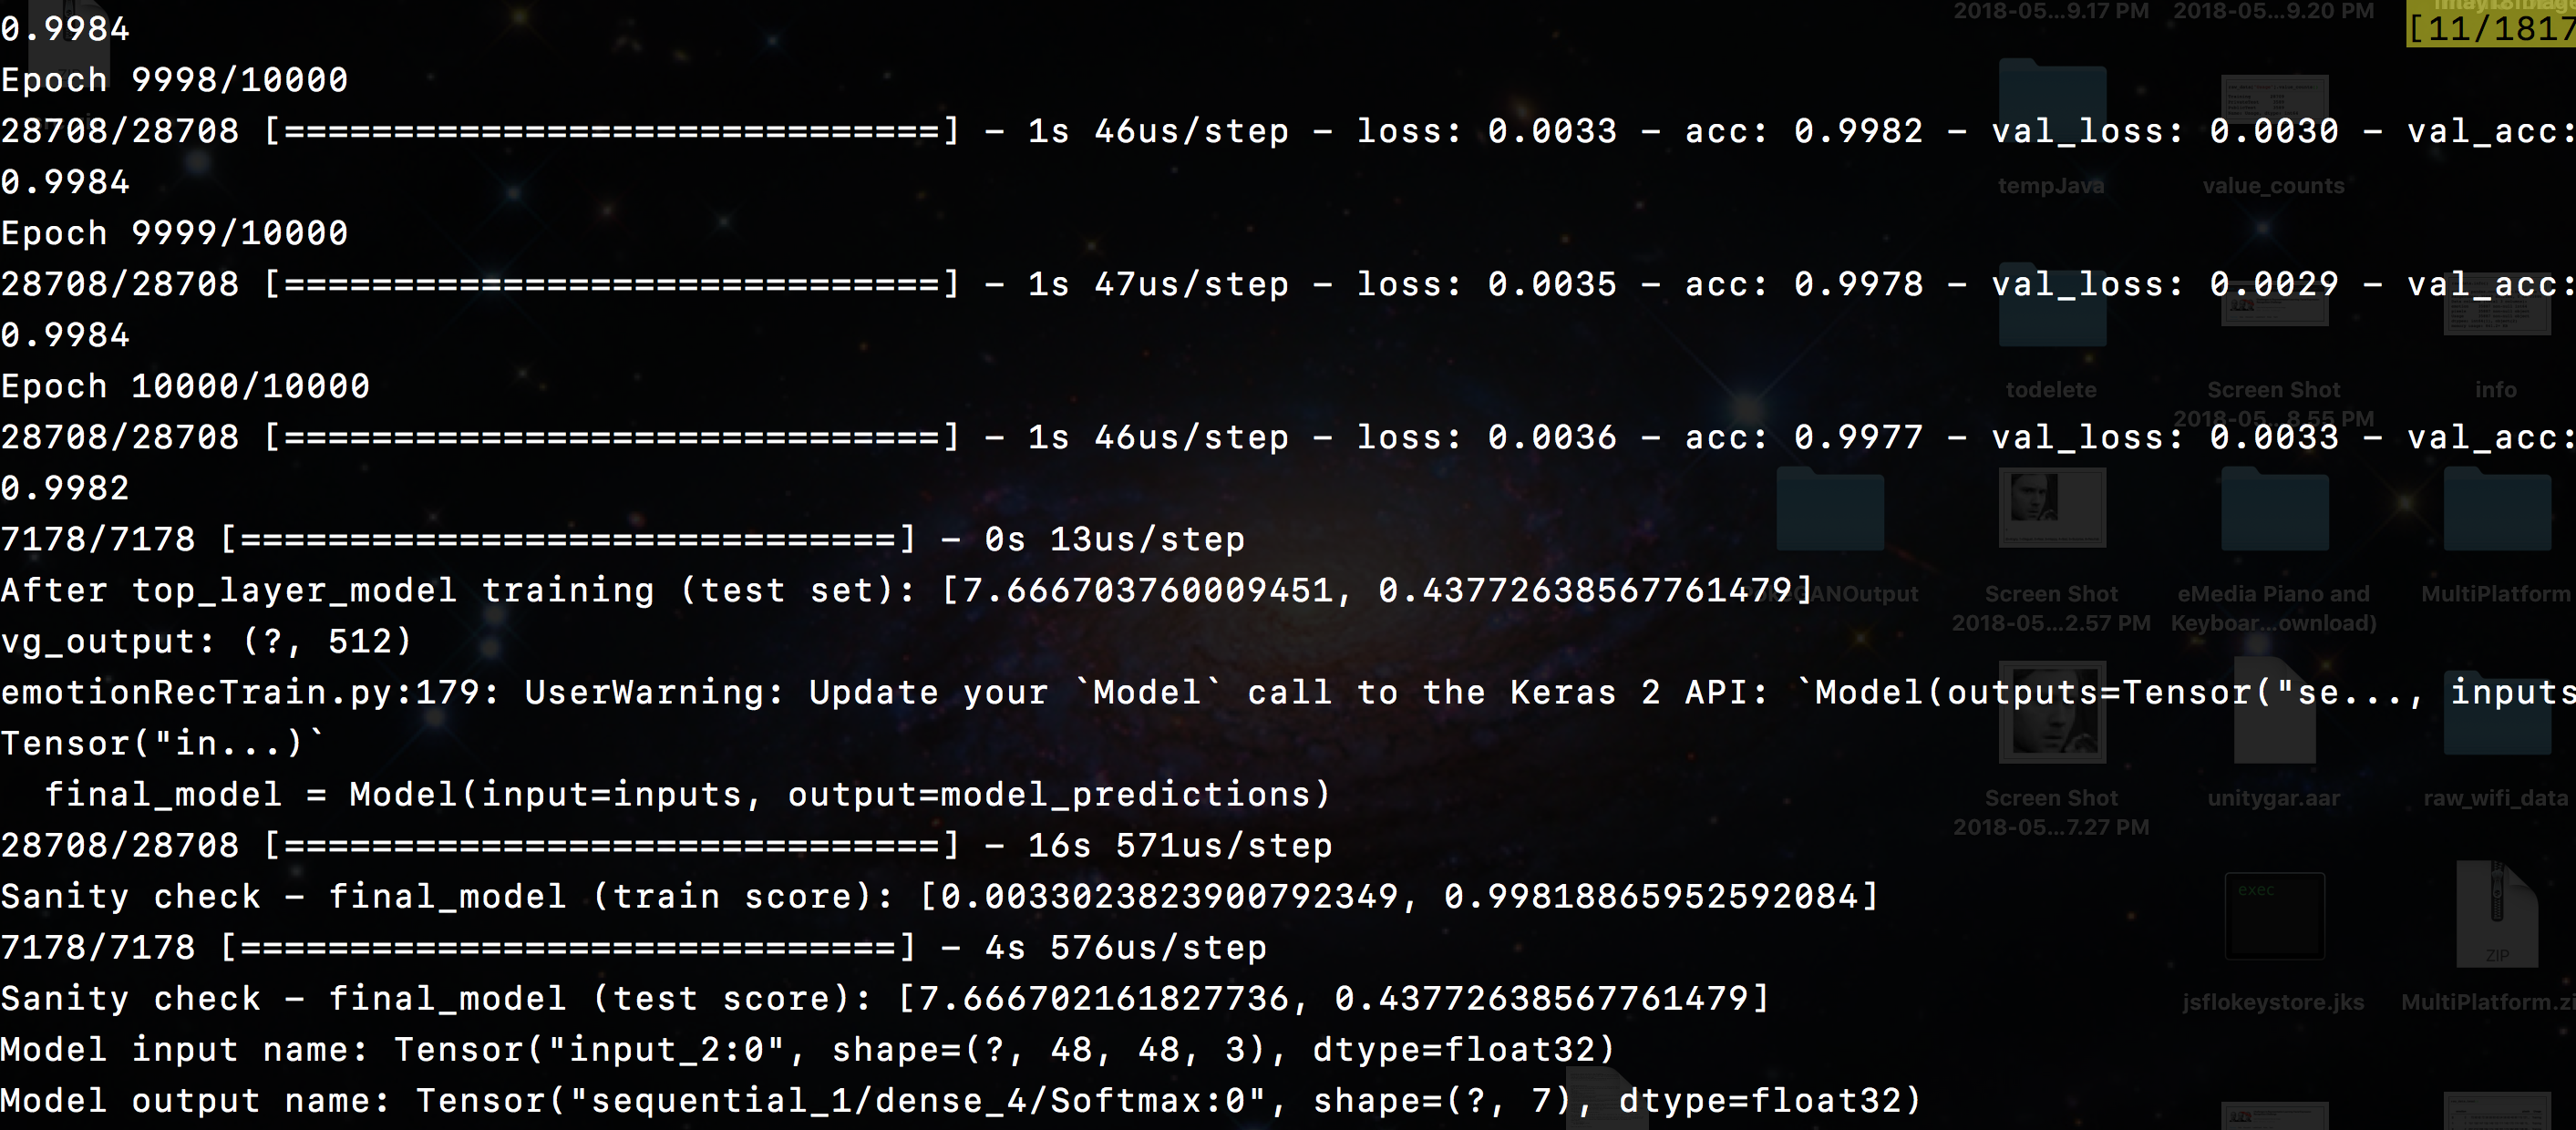 0.9984
Epoch 9998/10000
28708/28708 [==============================] - 1s 46us/step - loss: 0.0033 - acc: 0.9982 - val_loss: 0.0030 - val_acc:
0.9984
Epoch 9999/10000
28708/28708 [==============================] - 1s 47us/step - loss: 0.0035 - acc: 0.9978 - val_loss: 0.0029 - val_acc:
0.9984
Epoch 10000/10000
28708/28708 [==============================] - 1s 46us/step - loss: 0.0036 - acc: 0.9977 - val_loss: 0.0033 - val_acc:
0.9982
7178/7178 [==============================] - 0s 13us/step
After top_layer_model training (test set): [7.666703760009451, 0.43772638567761479]
vg_output: (?, 512)
emotionRecTrain.py:179: UserWarning: Update your `Model` call to the Keras 2 API: `Model(outputs=Tensor("se..., inputs
Tensor("in...)`
  final_model = Model(input=inputs, output=model_predictions)
28708/28708 [==============================] - 16s 571us/step
Sanity check - final_model (train score): [0.0033023823900792349, 0.99818865952592084]
7178/7178 [==============================] - 4s 576us/step
Sanity check - final_model (test score): [7.666702161827736, 0.43772638567761479]
Model input name: Tensor("input_2:0", shape=(?, 48, 48, 3), dtype=float32)
Model output name: Tensor("sequential_1/dense_4/Softmax:0", shape=(?, 7), dtype=float32)
[11/1817
2018-05...9.17 PM
2018-05...9.20 PM
tempJava
value_counts
todelete
Screen Shot
2018-05...8.55 PM
info
Screen Shot
2018-05...2.57 PM
eMedia Piano and
Keyboar...ownload)
MultiPlatform
Screen Shot
2018-05...7.27 PM
unitygar.aar
raw_wifi_data
exec
jsflokeystore.jks
ZIP
MultiPlatform.zi